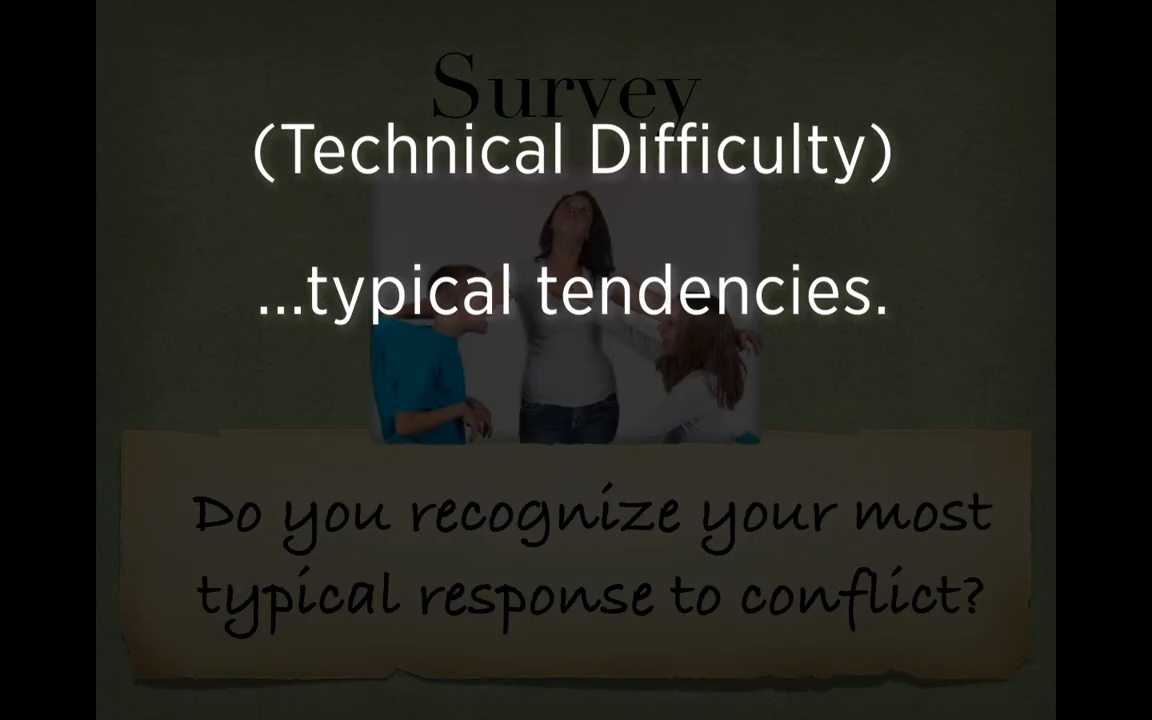 Survey
(Technical Difficulty)
...typical tendencies.
Do you recognize your most
typical response to conflict?